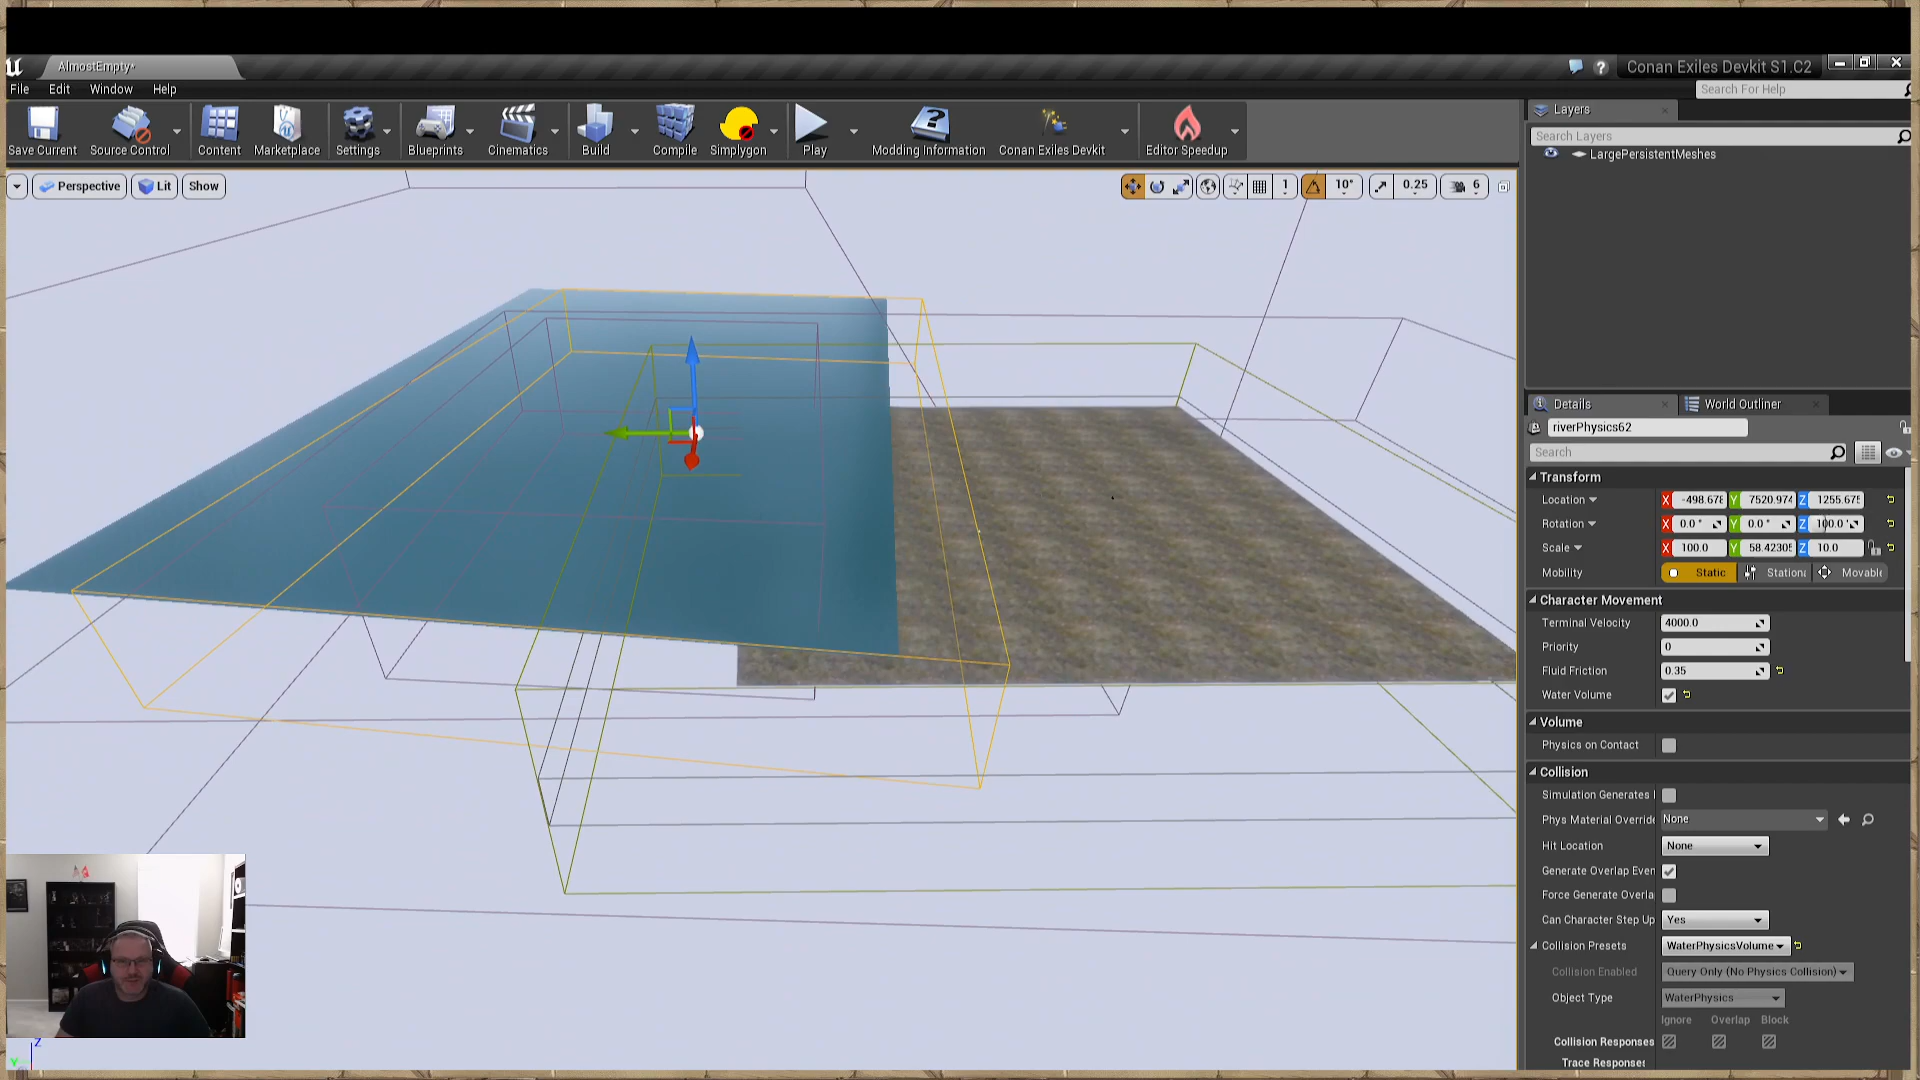 AlmostEmpty*
Conan Exiles Devkit S1.C2
File Edit Window Help
Search For Help
Save Current Source Control Content Marketplace Settings Blueprints Cinematics Build Compile Simplygon Play Modding Information Conan Exiles Devkit Editor Speedup
Layers
Search Layers
LargePersistentMeshes
Perspective Lit Show
1 10° 0.25 6
Details World Outliner
riverPhysics62
Search
Transform
Location X -498.678 Y 7520.974 Z 1255.675
Rotation X 0.0 ° Y 0.0 ° Z 100.0 °
Scale X 100.0 Y 58.42305 Z 10.0
Mobility Static Stationa Movable
Character Movement
Terminal Velocity 4000.0
Priority 0
Fluid Friction 0.35
Water Volume
Volume
Physics on Contact
Collision
Simulation Generates
Phys Material Override None
Hit Location None
Generate Overlap Even
Force Generate Overla
Can Character Step Up Yes
Collision Presets WaterPhysicsVolume
Collision Enabled Query Only (No Physics Collision)
Object Type WaterPhysics
Ignore Overlap Block
Collision Responses
Trace Responses
Z
Y